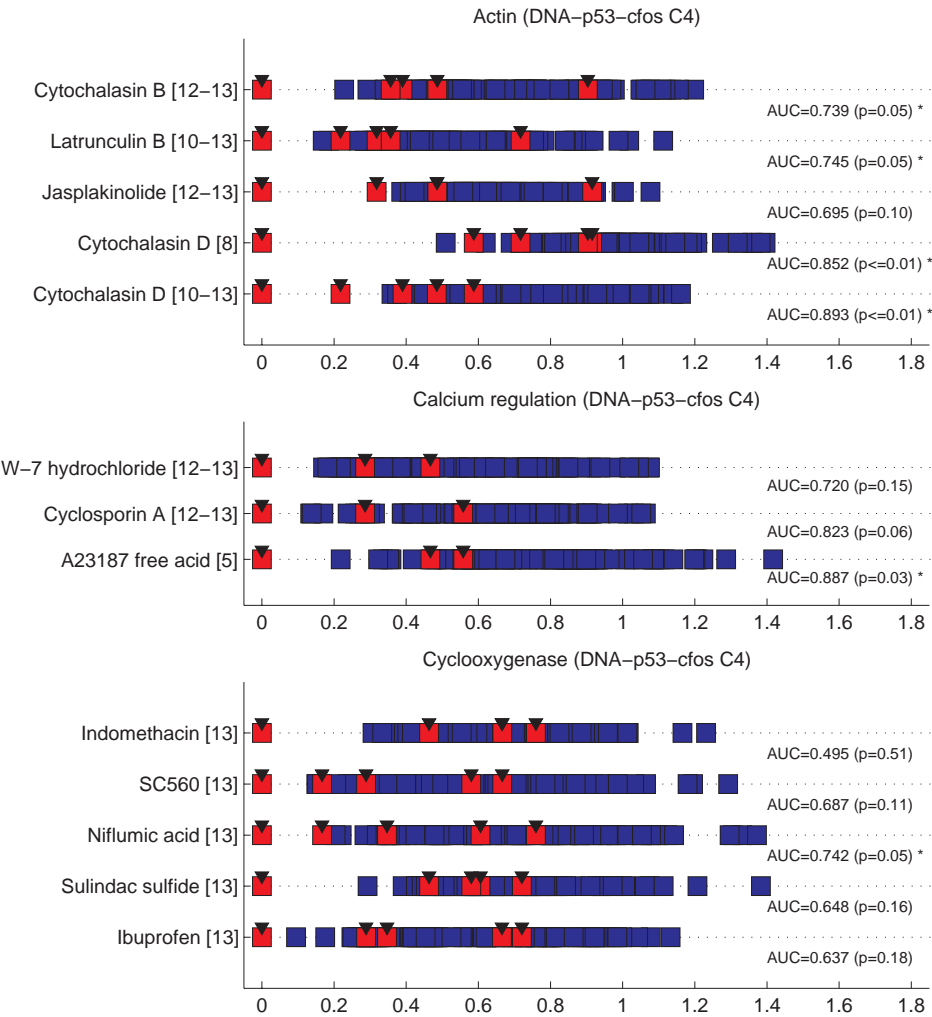 Actin (DNA−p53−cfos C4)
Cytochalasin B [12−13]
AUC=0.739 (p=0.05) *
Latrunculin B [10−13]
AUC=0.745 (p=0.05) *
Jasplakinolide [12−13]
AUC=0.695 (p=0.10)
Cytochalasin D [8]
AUC=0.852 (p<=0.01) *
Cytochalasin D [10−13]
AUC=0.893 (p<=0.01) *
0 0.2 0.4 0.6 0.8 1 1.2 1.4 1.6 1.8
Calcium regulation (DNA−p53−cfos C4)
W−7 hydrochloride [12−13]
AUC=0.720 (p=0.15)
Cyclosporin A [12−13]
AUC=0.823 (p=0.06)
A23187 free acid [5]
AUC=0.887 (p=0.03) *
0 0.2 0.4 0.6 0.8 1 1.2 1.4 1.6 1.8
Cyclooxygenase (DNA−p53−cfos C4)
Indomethacin [13]
AUC=0.495 (p=0.51)
SC560 [13]
AUC=0.687 (p=0.11)
Niflumic acid [13]
AUC=0.742 (p=0.05) *
Sulindac sulfide [13]
AUC=0.648 (p=0.16)
Ibuprofen [13]
AUC=0.637 (p=0.18)
0 0.2 0.4 0.6 0.8 1 1.2 1.4 1.6 1.8